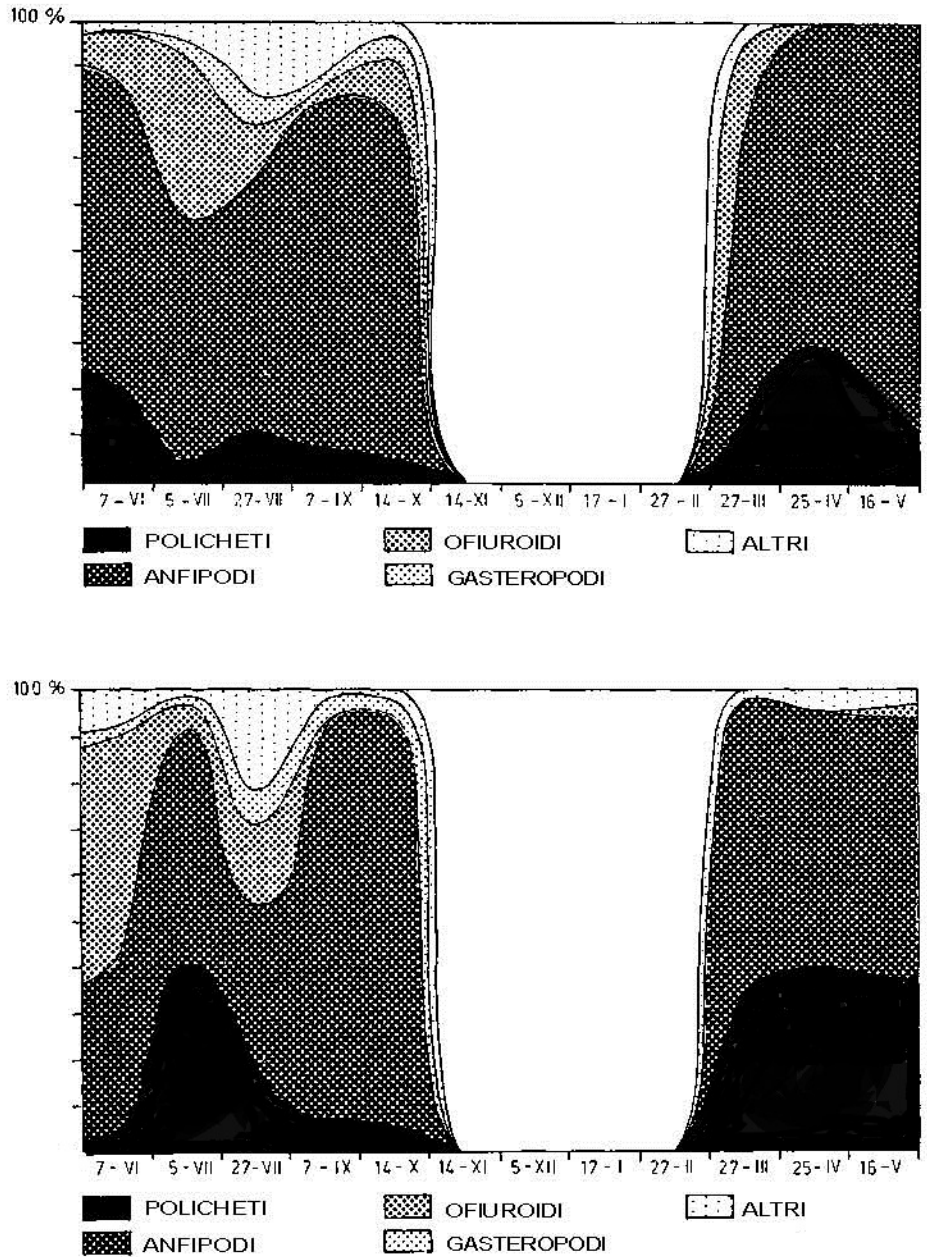 100 %
7-VI 5-VII 27-VII 7-IX 14-X 14-XI 5-XII 17-I 27-II 27-III 25-IV 16-V
POLICHETI OFIUROIDI ALTRI
ANFIPODI GASTEROPODI
100 %
7-VI 5-VII 27-VII 7-IX 14-X 14-XI 5-XII 17-I 27-II 27-III 25-IV 16-V
POLICHETI OFIUROIDI ALTRI
ANFIPODI GASTEROPODI